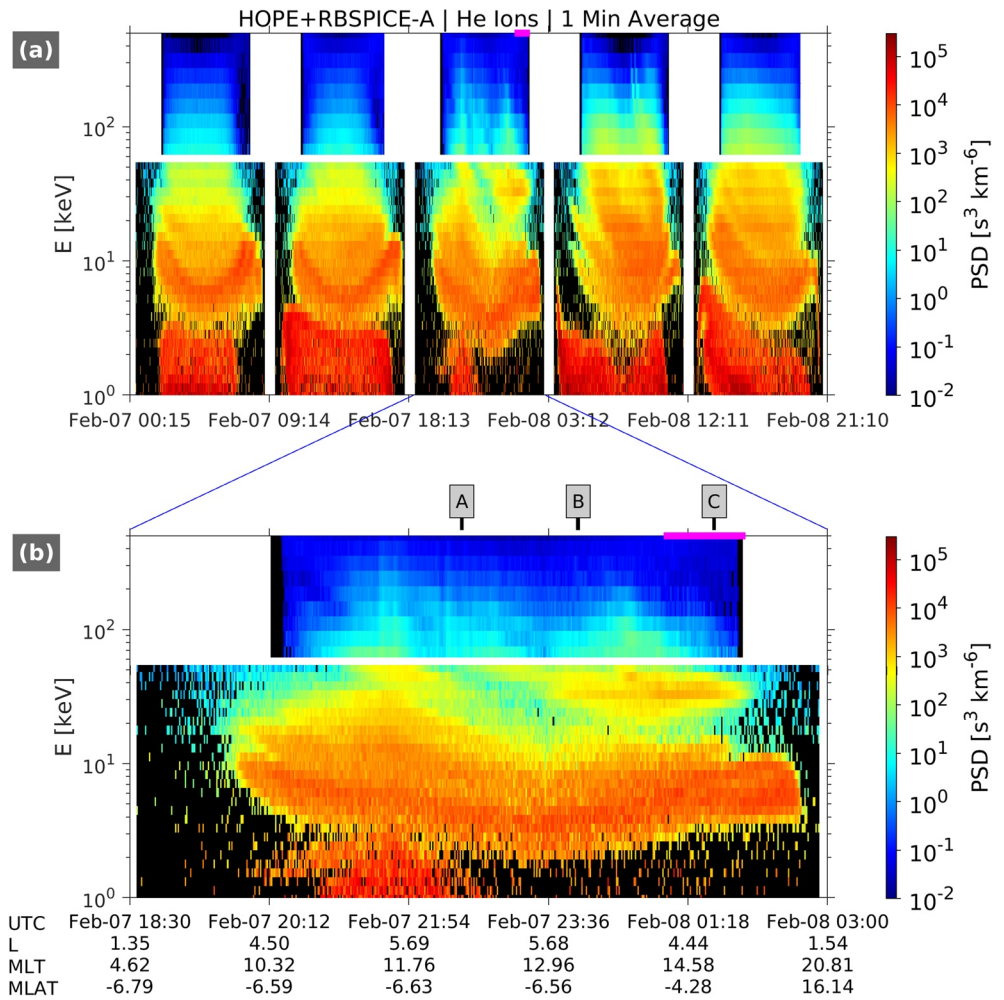 HOPE+RBSPICE-A | He Ions | 1 Min Average
(a)
E [keV]
10²
10¹
10⁰
Feb-07 00:15 Feb-07 09:14 Feb-07 18:13 Feb-08 03:12 Feb-08 12:11 Feb-08 21:10
10⁵
10⁴
10³
10²
10¹
10⁰
10⁻¹
10⁻²
PSD [s³ km⁻⁶]
A B C
(b)
E [keV]
10²
10¹
10⁰
10⁵
10⁴
10³
10²
10¹
10⁰
10⁻¹
10⁻²
PSD [s³ km⁻⁶]
UTC Feb-07 18:30 Feb-07 20:12 Feb-07 21:54 Feb-07 23:36 Feb-08 01:18 Feb-08 03:00
L 1.35 4.50 5.69 5.68 4.44 1.54
MLT 4.62 10.32 11.76 12.96 14.58 20.81
MLAT -6.79 -6.59 -6.63 -6.56 -4.28 16.14